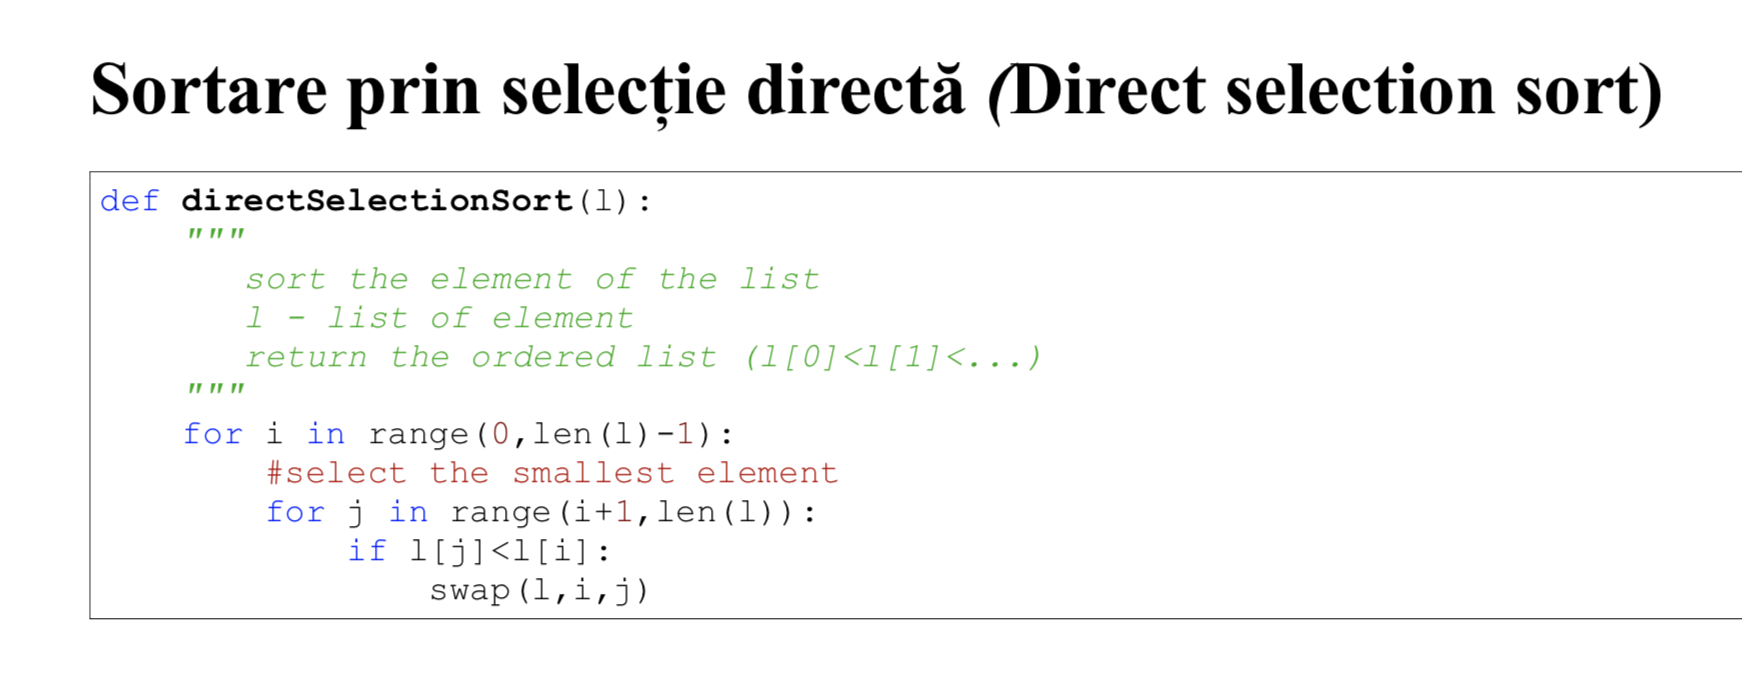 Sortare prin selecție directă (Direct selection sort)
def directSelectionSort(l):
    """
       sort the element of the list
       l - list of element
       return the ordered list (l[0]<l[1]<...)
    """
    for i in range(0,len(l)-1):
        #select the smallest element
        for j in range(i+1,len(l)):
            if l[j]<l[i]:
                swap(l,i,j)